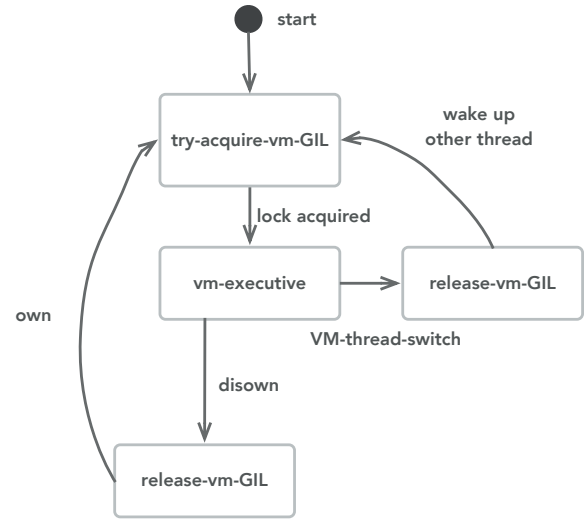 start
try-acquire-vm-GIL
wake up
other thread
lock acquired
vm-executive
release-vm-GIL
own
VM-thread-switch
disown
release-vm-GIL